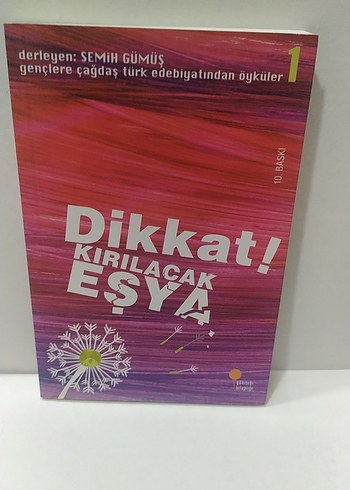 derleyen: SEMİH GÜMÜŞ
gençlere çağdaş türk edebiyatından öyküler 1
10. BASKI
Dikkat!
KIRILACAK
EŞYA